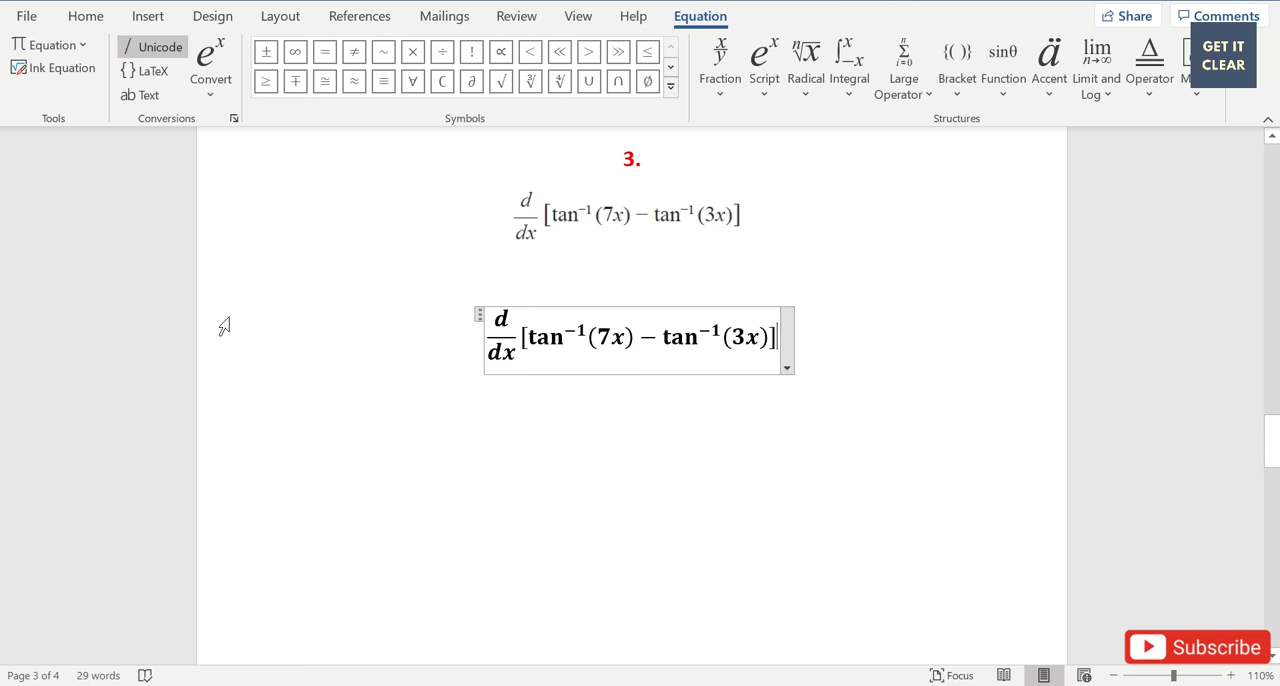 File Home Insert Design Layout References Mailings Review View Help Equation Share Comments
GET IT
CLEAR
Equation Unicode
Ink Equation LaTeX
Text
Convert
Fraction Script Radical Integral Large Operator Bracket Function Accent Limit and Log Operator
Tools Conversions Symbols Structures
± ∞ = ≠ ~ × ÷ ! ∝ < ≪ > ≫ ≤
≥ ∓ ≅ ≈ ≡ ∀ ∁ ∂ √ ∛ ∜ ∪ ∩ ∅
3.
d/dx [tan⁻¹(7x) − tan⁻¹(3x)]
d/dx [tan⁻¹(7x) − tan⁻¹(3x)]
Subscribe
Page 3 of 4 29 words Focus 110%